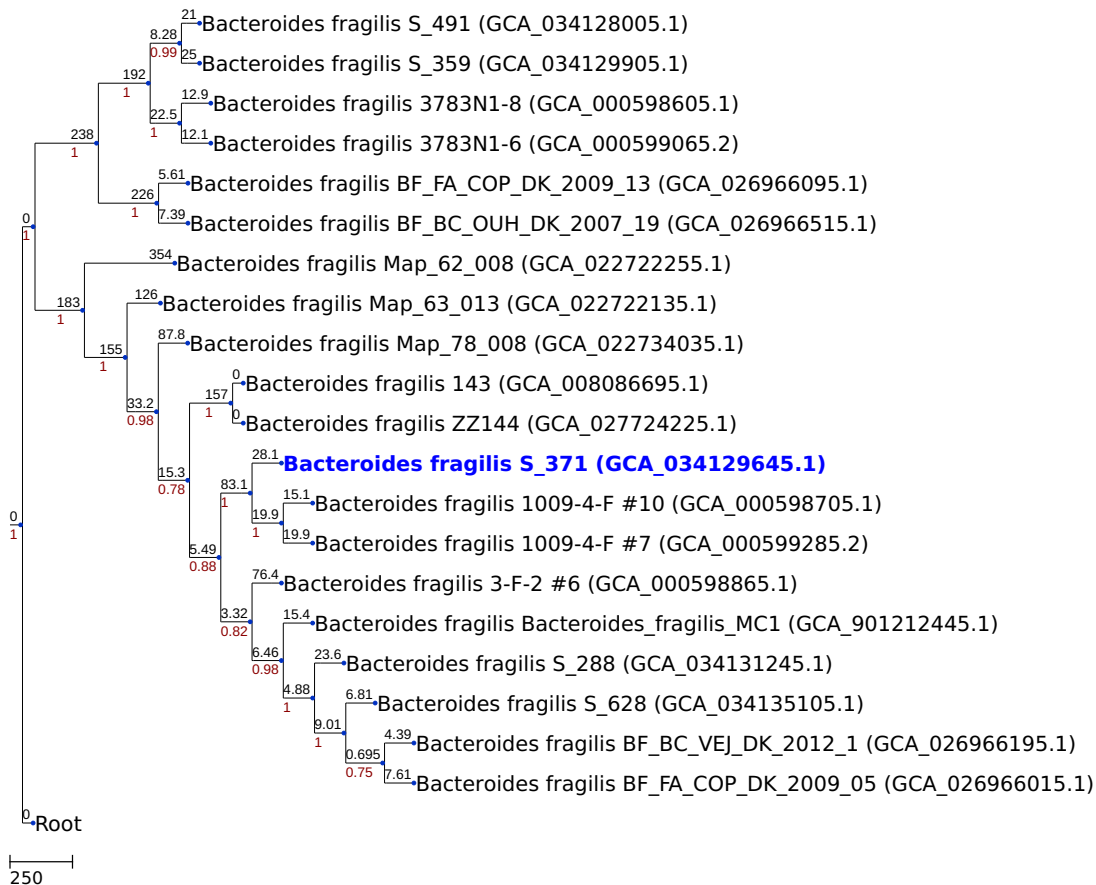 21
Bacteroides fragilis S_491 (GCA_034128005.1)
8.28
0.99
25
Bacteroides fragilis S_359 (GCA_034129905.1)
192
1
12.9
Bacteroides fragilis 3783N1-8 (GCA_000598605.1)
22.5
1
12.1
Bacteroides fragilis 3783N1-6 (GCA_000599065.2)
238
1
5.61
Bacteroides fragilis BF_FA_COP_DK_2009_13 (GCA_026966095.1)
226
1
7.39
Bacteroides fragilis BF_BC_OUH_DK_2007_19 (GCA_026966515.1)
0
1
354
Bacteroides fragilis Map_62_008 (GCA_022722255.1)
183
1
126
Bacteroides fragilis Map_63_013 (GCA_022722135.1)
155
1
87.8
Bacteroides fragilis Map_78_008 (GCA_022734035.1)
33.2
0.98
0
Bacteroides fragilis 143 (GCA_008086695.1)
157
1
0
Bacteroides fragilis ZZ144 (GCA_027724225.1)
15.3
0.78
28.1
Bacteroides fragilis S_371 (GCA_034129645.1)
83.1
1
15.1
Bacteroides fragilis 1009-4-F #10 (GCA_000598705.1)
19.9
1
19.9
Bacteroides fragilis 1009-4-F #7 (GCA_000599285.2)
5.49
0.88
76.4
Bacteroides fragilis 3-F-2 #6 (GCA_000598865.1)
3.32
0.82
15.4
Bacteroides fragilis Bacteroides_fragilis_MC1 (GCA_901212445.1)
6.46
0.98
23.6
Bacteroides fragilis S_288 (GCA_034131245.1)
4.88
1
6.81
Bacteroides fragilis S_628 (GCA_034135105.1)
9.01
1
4.39
Bacteroides fragilis BF_BC_VEJ_DK_2012_1 (GCA_026966195.1)
0.695
0.75
7.61
Bacteroides fragilis BF_FA_COP_DK_2009_05 (GCA_026966015.1)
0
1
0
Root
250